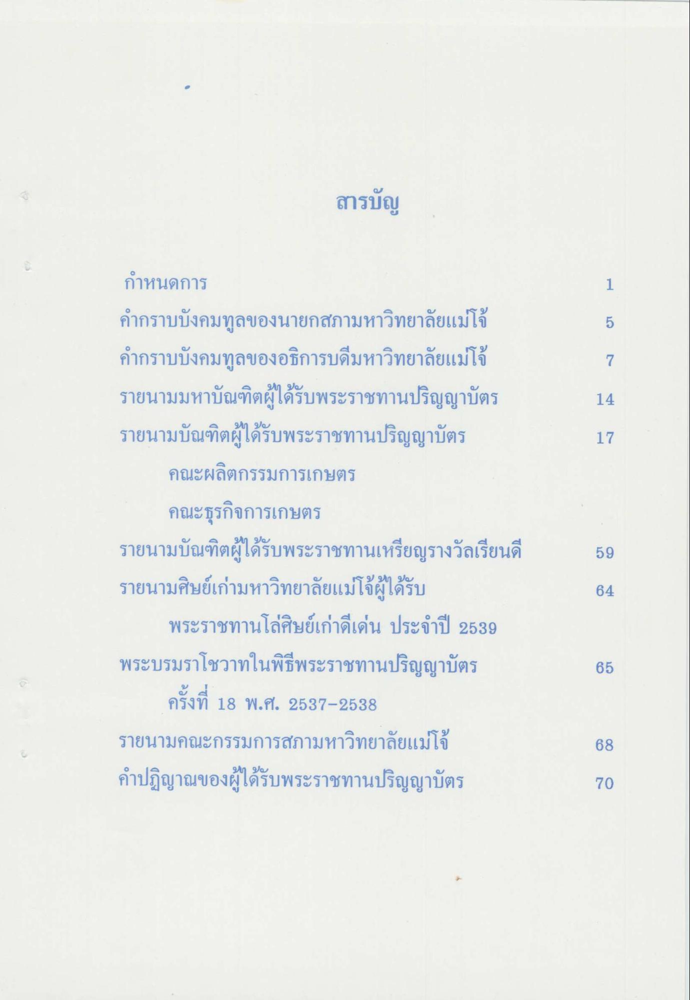 สารบัญ
กำหนดการ 1
คำกราบบังคมทูลของนายกสภามหาวิทยาลัยแม่โจ้ 5
คำกราบบังคมทูลของอธิการบดีมหาวิทยาลัยแม่โจ้ 7
รายนามมหาบัณฑิตผู้ได้รับพระราชทานปริญญาบัตร 14
รายนามบัณฑิตผู้ได้รับพระราชทานปริญญาบัตร 17
คณะผลิตกรรมการเกษตร
คณะธุรกิจการเกษตร
รายนามบัณฑิตผู้ได้รับพระราชทานเหรียญรางวัลเรียนดี 59
รายนามศิษย์เก่ามหาวิทยาลัยแม่โจ้ผู้ได้รับ 64
พระราชทานโล่ศิษย์เก่าดีเด่น ประจำปี 2539
พระบรมราโชวาทในพิธีพระราชทานปริญญาบัตร 65
ครั้งที่ 18 พ.ศ. 2537-2538
รายนามคณะกรรมการสภามหาวิทยาลัยแม่โจ้ 68
คำปฏิญาณของผู้ได้รับพระราชทานปริญญาบัตร 70